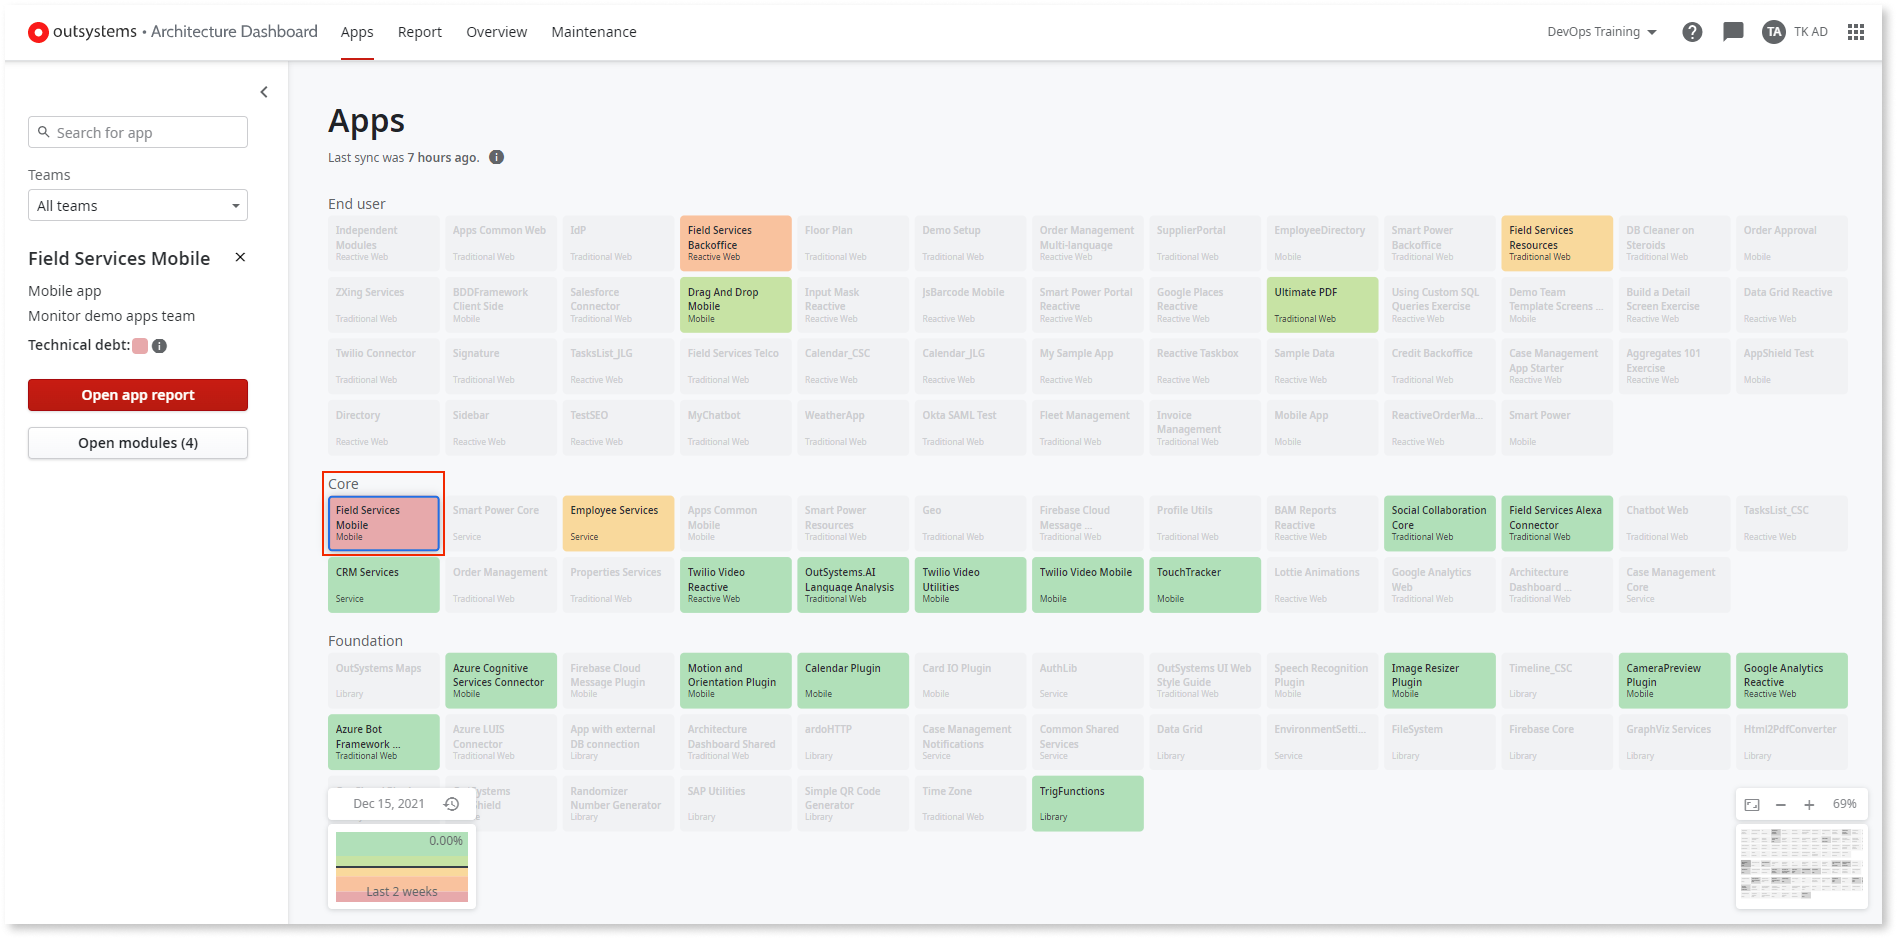 outsystems • Architecture Dashboard
Apps
Report
Overview
Maintenance
DevOps Training
TA
TK AD
Search for app
Teams
All teams
Field Services Mobile
Mobile app
Monitor demo apps team
Technical debt:
Open app report
Open modules (4)
Apps
Last sync was 7 hours ago.
End user
Independent
Modules
Reactive Web
Apps Common Web
Traditional Web
IdP
Traditional Web
Field Services
Backoffice
Reactive Web
Floor Plan
Traditional Web
Demo Setup
Traditional Web
Order Management
Multi-language
Traditional Web
SupplierPortal
Traditional Web
EmployeeDirectory
Mobile
Smart Power
Backoffice
Traditional Web
Field Services
Resources
Traditional Web
DB Cleaner on
Steroids
Traditional Web
Order Approval
Mobile
ZXing Services
Traditional Web
BDDFramework
Client Side
Mobile
Salesforce
Connector
Traditional Web
Drag And Drop
Mobile
Mobile
Input Mask
Reactive
Reactive Web
JsBarcode Mobile
Reactive Web
Smart Power Portal
Reactive
Reactive Web
Google Places
Reactive
Reactive Web
Ultimate PDF
Traditional Web
Using Custom SQL
Queries Exercise
Reactive Web
Demo Team
Template Screens ...
Mobile
Build a Detail
Screen Exercise
Reactive Web
Data Grid Reactive
Reactive Web
Twilio Connector
Traditional Web
Signature
Traditional Web
TasksList_JLG
Reactive Web
Field Services Telco
Traditional Web
Calendar_CSC
Reactive Web
Calendar_JLG
Reactive Web
My Sample App
Reactive Web
Reactive Taskbox
Reactive Web
Sample Data
Reactive Web
Credit Backoffice
Traditional Web
Case Management
App Starter
Reactive Web
Aggregates 101
Exercise
Reactive Web
AppShield Test
Mobile
Directory
Reactive Web
Sidebar
Reactive Web
TestSEO
Reactive Web
MyChatbot
Traditional Web
WeatherApp
Traditional Web
Okta SAML Test
Traditional Web
Fleet Management
Traditional Web
Invoice
Management
Traditional Web
Mobile App
Mobile
ReactiveOrderMa...
Reactive Web
Smart Power
Mobile
Core
Field Services
Mobile
Mobile
Smart Power Core
Service
Employee Services
Service
Apps Common
Mobile
Mobile
Smart Power
Resources
Traditional Web
Geo
Traditional Web
Firebase Cloud
Message ...
Traditional Web
Profile Utils
Traditional Web
BAM Reports
Reactive
Reactive Web
Social Collaboration
Core
Traditional Web
Field Services Alexa
Connector
Traditional Web
Chatbot Web
Traditional Web
TasksList_CSC
Reactive Web
CRM Services
Service
Order Management
Traditional Web
Properties Services
Traditional Web
Twilio Video
Reactive
Reactive Web
OutSystems.AI
Language Analysis
Traditional Web
Twilio Video
Utilities
Mobile
Twilio Video Mobile
Mobile
TouchTracker
Mobile
Lottie Animations
Reactive Web
Google Analytics
Web
Traditional Web
Architecture
Dashboard ...
Traditional Web
Case Management
Core
Service
Foundation
OutSystems Maps
Library
Azure Cognitive
Services Connector
Mobile
Firebase Cloud
Message Plugin
Mobile
Motion and
Orientation Plugin
Mobile
Calendar Plugin
Mobile
Card IO Plugin
Mobile
AuthLib
Service
OutSystems UI Web
Style Guide
Traditional Web
Speech Recognition
Plugin
Mobile
Image Resizer
Plugin
Mobile
Timeline_CSC
Library
CameraPreview
Plugin
Mobile
Google Analytics
Reactive
Reactive Web
Azure Bot
Framework ...
Traditional Web
Azure LUIS
Connector
Traditional Web
App with external
DB connection
Library
Architecture
Dashboard Shared
Traditional Web
ardoHTTP
Library
Case Management
Notifications
Service
Common Shared
Services
Service
Data Grid
Library
EnvironmentSetti...
Service
FileSystem
Library
Firebase Core
Library
GraphViz Services
Library
Html2PdfConverter
Library
Randomizer
Number Generator
Library
SAP Utilities
Library
Simple QR Code
Generator
Library
Time Zone
Traditional Web
TrigFunctions
Library
Dec 15, 2021
0.00%
Last 2 weeks
69%